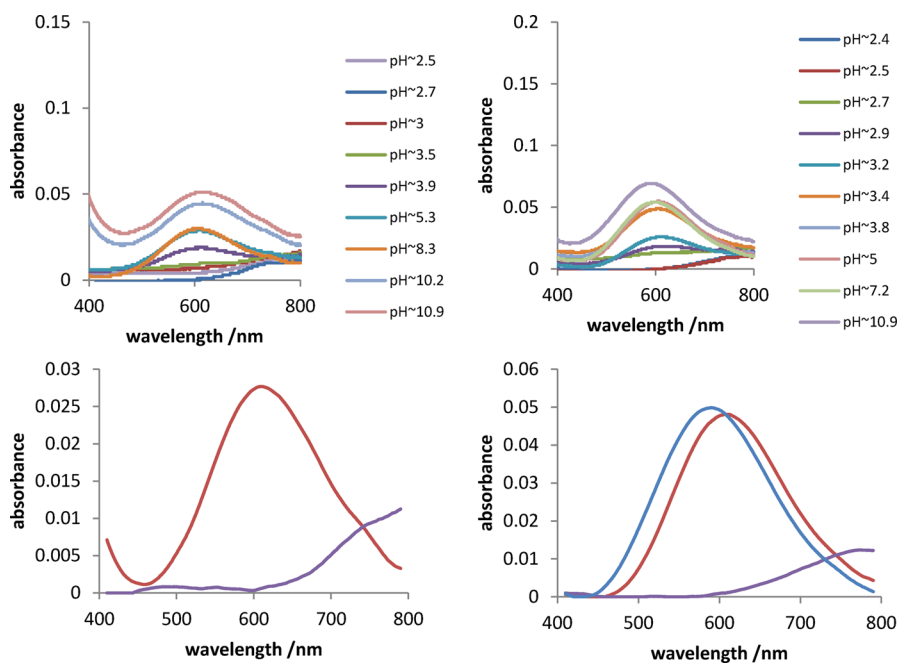 0.15
0.1
0.05
0
absorbance
400
600
800
wavelength /nm
pH~2.5
pH~2.7
pH~3
pH~3.5
pH~3.9
pH~5.3
pH~8.3
pH~10.2
pH~10.9
0.2
0.15
0.1
0.05
0
absorbance
400
600
800
wavelength /nm
pH~2.4
pH~2.5
pH~2.7
pH~2.9
pH~3.2
pH~3.4
pH~3.8
pH~5
pH~7.2
pH~10.9
0.03
0.025
0.02
0.015
0.01
0.005
0
absorbance
400
500
600
700
800
wavelength /nm
0.06
0.05
0.04
0.03
0.02
0.01
0
absorbance
400
500
600
700
800
wavelength /nm